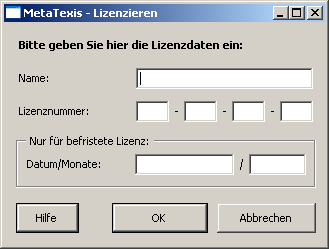 MetaTexis - Lizenzieren
Bitte geben Sie hier die Lizenzdaten ein:
Name:
Lizenznummer: - - -
Nur für befristete Lizenz:
Datum/Monate: /
Hilfe OK Abbrechen